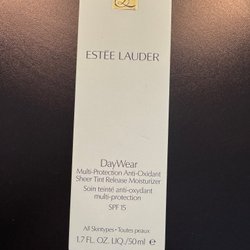 ESTÉE LAUDER
DayWear
Multi-Protection Anti-Oxidant
Sheer Tint Release Moisturizer
Soin teinté anti-oxydant
multi-protection
SPF 15
All Skintypes • Toutes peaux
1.7 FL. OZ. LIQ./50 ml ℮